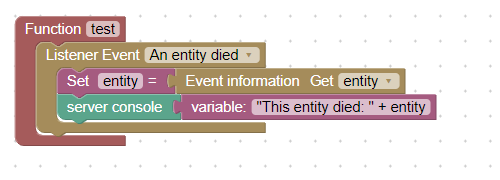 Function test
Listener Event An entity died
Set entity = Event information Get entity
server console variable: "This entity died: " + entity